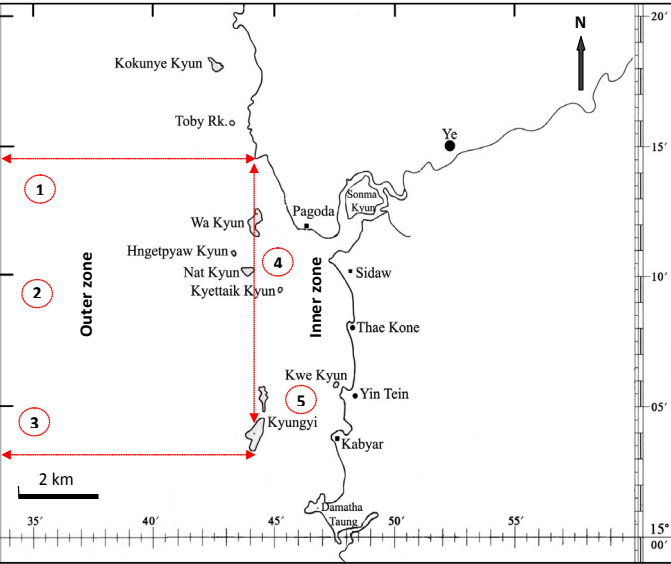 20′
N
Kokunye Kyun
Toby Rk.
Ye
15′
1
Sonma
Kyun
Pagoda
Wa Kyun
Hngetpyaw Kyun
4
Nat Kyun
Sidaw
10′
Kyettaik Kyun
2
Outer zone
Inner zone
Thae Kone
Kwe Kyun
Yin Tein
5
05′
3
Kyungyi
Kabyar
2 km
Damatha
Taung
35′
40′
45′
50′
55′
15°
00′